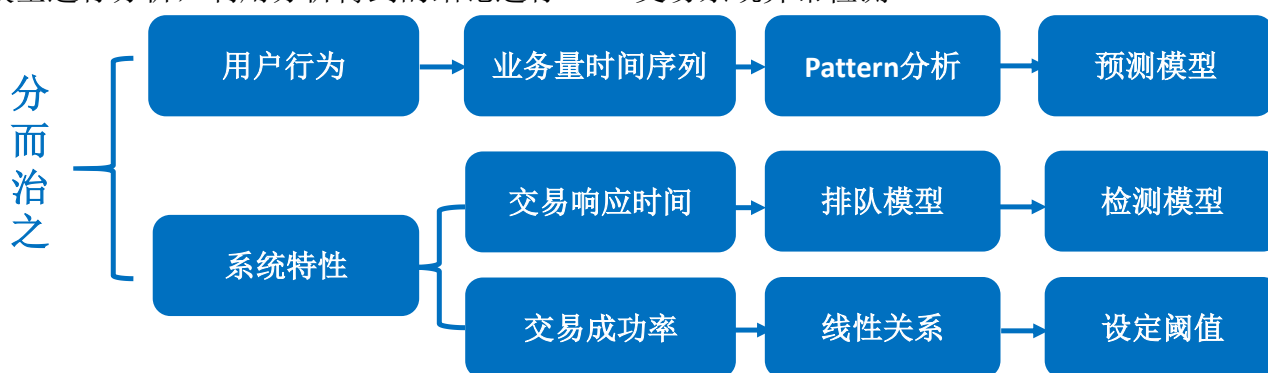 分而治之
用户行为
业务量时间序列
Pattern分析
预测模型
系统特性
交易响应时间
排队模型
检测模型
交易成功率
线性关系
设定阈值